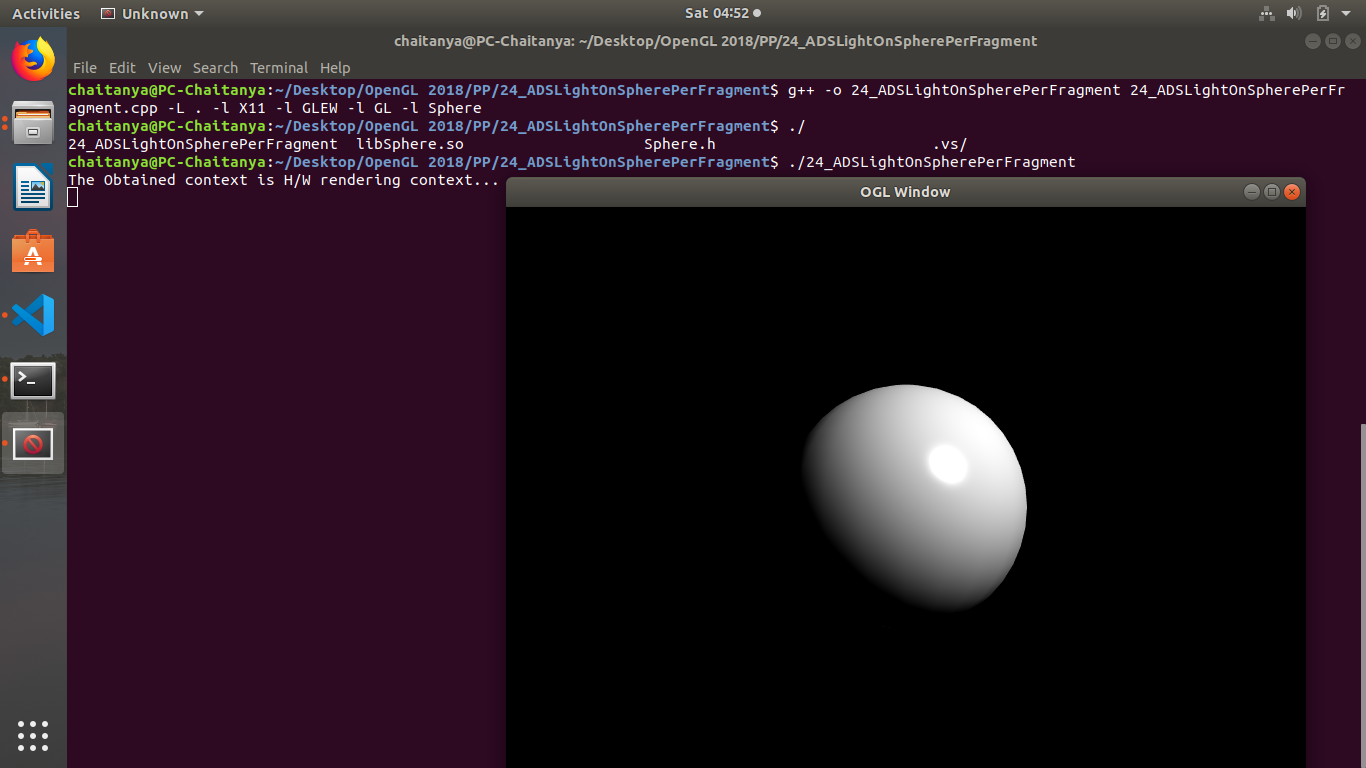 Activities Unknown Sat 04:52
chaitanya@PC-Chaitanya: ~/Desktop/OpenGL 2018/PP/24_ADSLightOnSpherePerFragment
File Edit View Search Terminal Help
chaitanya@PC-Chaitanya:~/Desktop/OpenGL 2018/PP/24_ADSLightOnSpherePerFragment$ g++ -o 24_ADSLightOnSpherePerFragment 24_ADSLightOnSpherePerFr
agment.cpp -L . -l X11 -l GLEW -l GL -l Sphere
chaitanya@PC-Chaitanya:~/Desktop/OpenGL 2018/PP/24_ADSLightOnSpherePerFragment$ ./
24_ADSLightOnSpherePerFragment libSphere.so Sphere.h .vs/
chaitanya@PC-Chaitanya:~/Desktop/OpenGL 2018/PP/24_ADSLightOnSpherePerFragment$ ./24_ADSLightOnSpherePerFragment
The Obtained context is H/W rendering context...
OGL Window